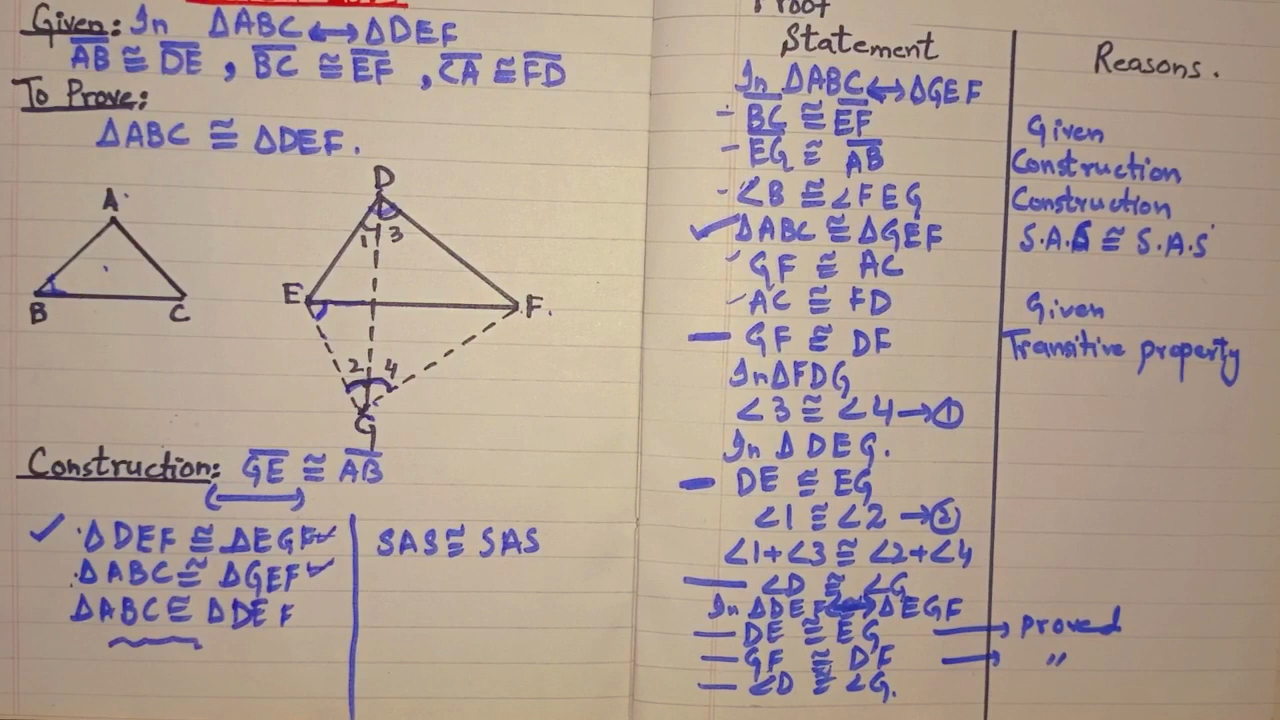 Given: In ΔABC ↔ ΔDEF
AB ≅ DE , BC ≅ EF , CA ≅ FD
To Prove:
ΔABC ≅ ΔDEF.
A
B
C
D
1 3
E
F.
2 4
G
Construction: GE ≅ AB
✓ ΔDEF ≅ ΔEGF ✓ SAS ≅ SAS
ΔABC ≅ ΔGEF ✓
ΔABC ≅ ΔDEF
Proof
Statement Reasons.
In ΔABC ↔ ΔGEF
- BC ≅ EF Given
- EG ≅ AB Construction
- ∠B ≅ ∠FEG Construction
✓ ΔABC ≅ ΔGEF S.A.S ≅ S.A.S
GF ≅ AC
AC ≅ FD Given
- GF ≅ DF Transitive property
In ΔFDG
∠3 ≅ ∠4 → ①
In ΔDEG.
- DE ≅ EG
∠1 ≅ ∠2 → ②
∠1+∠3 ≅ ∠2+∠4
- ∠D ≅ ∠G
In ΔDEF ↔ ΔEGF
- DE ≅ EG → proved
- GF ≅ DF → "
- ∠D ≅ ∠G.